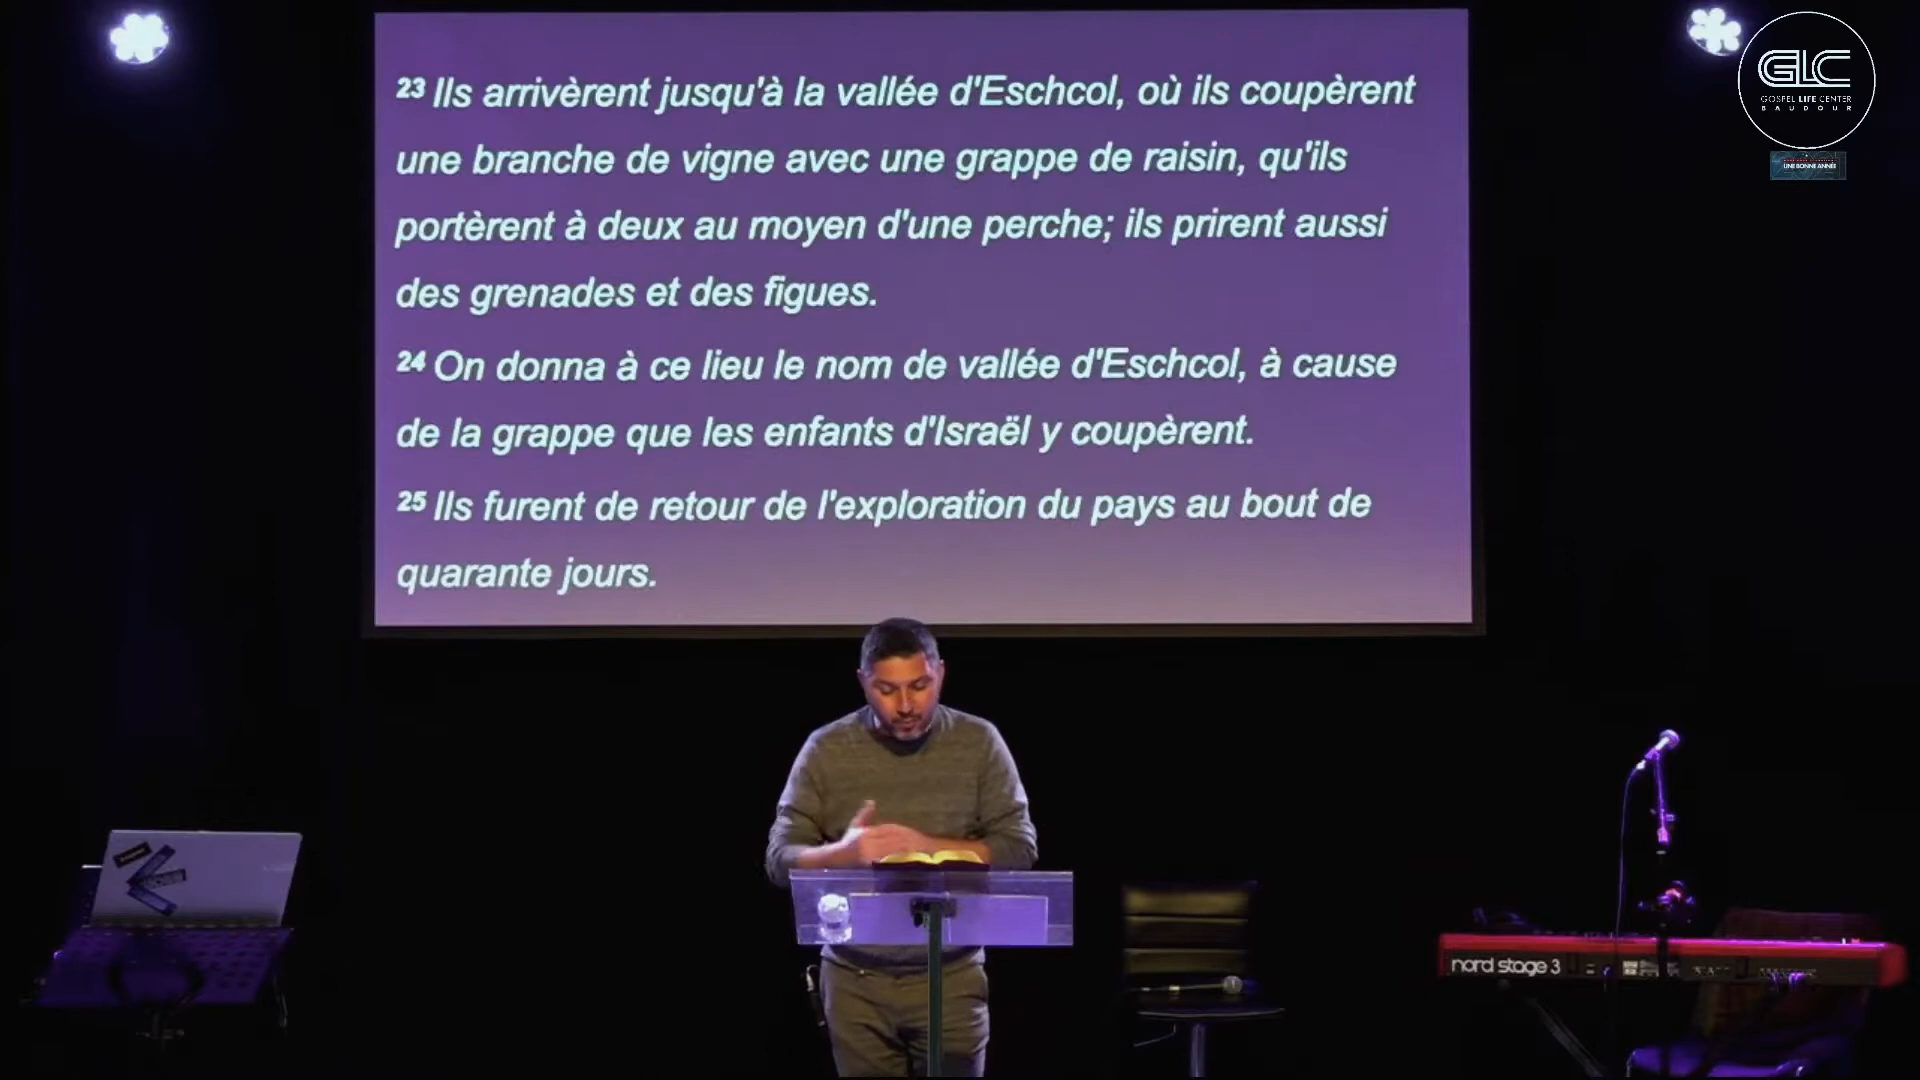 23 Ils arrivèrent jusqu'à la vallée d'Eschcol, où ils coupèrent
une branche de vigne avec une grappe de raisin, qu'ils
portèrent à deux au moyen d'une perche; ils prirent aussi
des grenades et des figues.
24 On donna à ce lieu le nom de vallée d'Eschcol, à cause
de la grappe que les enfants d'Israël y coupèrent.
25 Ils furent de retour de l'exploration du pays au bout de
quarante jours.
GLC
GOSPEL LIFE CENTER
BAUDOUR
UNE BONNE ANNÉE
nord stage 3